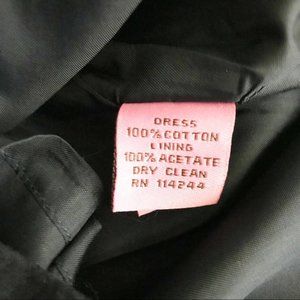 DRESS
100% COTTON
LINING
100% ACETATE
DRY CLEAN
RN 114244